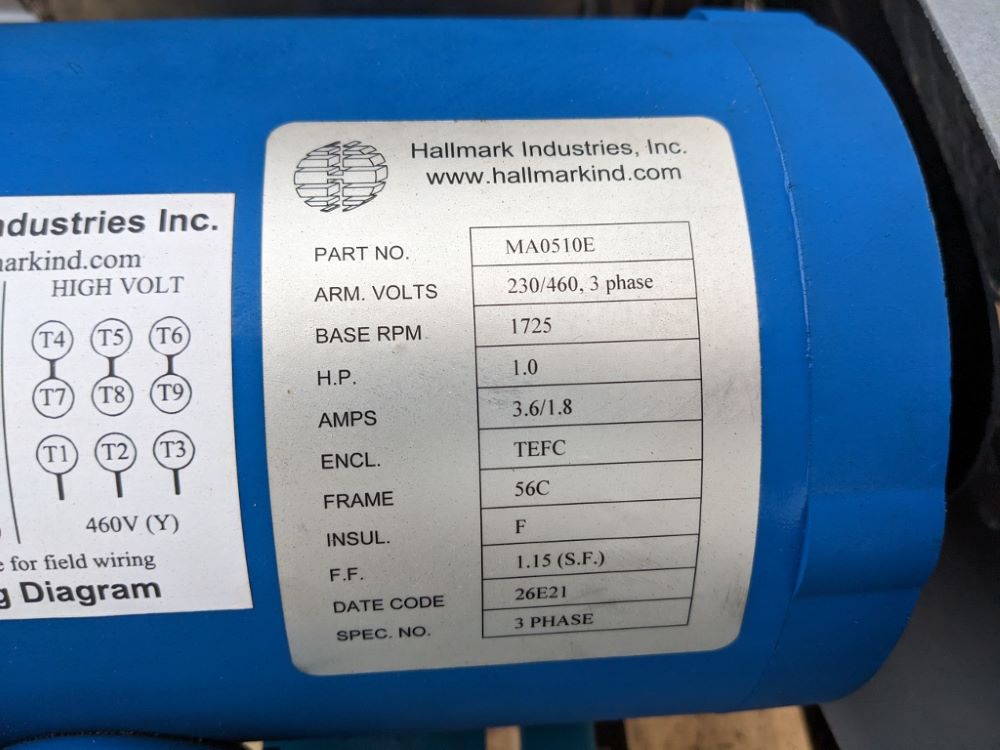 ndustries Inc.
arkind.com
HIGH VOLT
T4 T5 T6
T7 T8 T9
T1 T2 T3
460V (Y)
for field wiring
Diagram
Hallmark Industries, Inc.
www.hallmarkind.com
PART NO. MA0510E
ARM. VOLTS 230/460, 3 phase
BASE RPM 1725
H.P. 1.0
AMPS 3.6/1.8
ENCL. TEFC
FRAME 56C
INSUL. F
F.F. 1.15 (S.F.)
DATE CODE 26E21
SPEC. NO. 3 PHASE